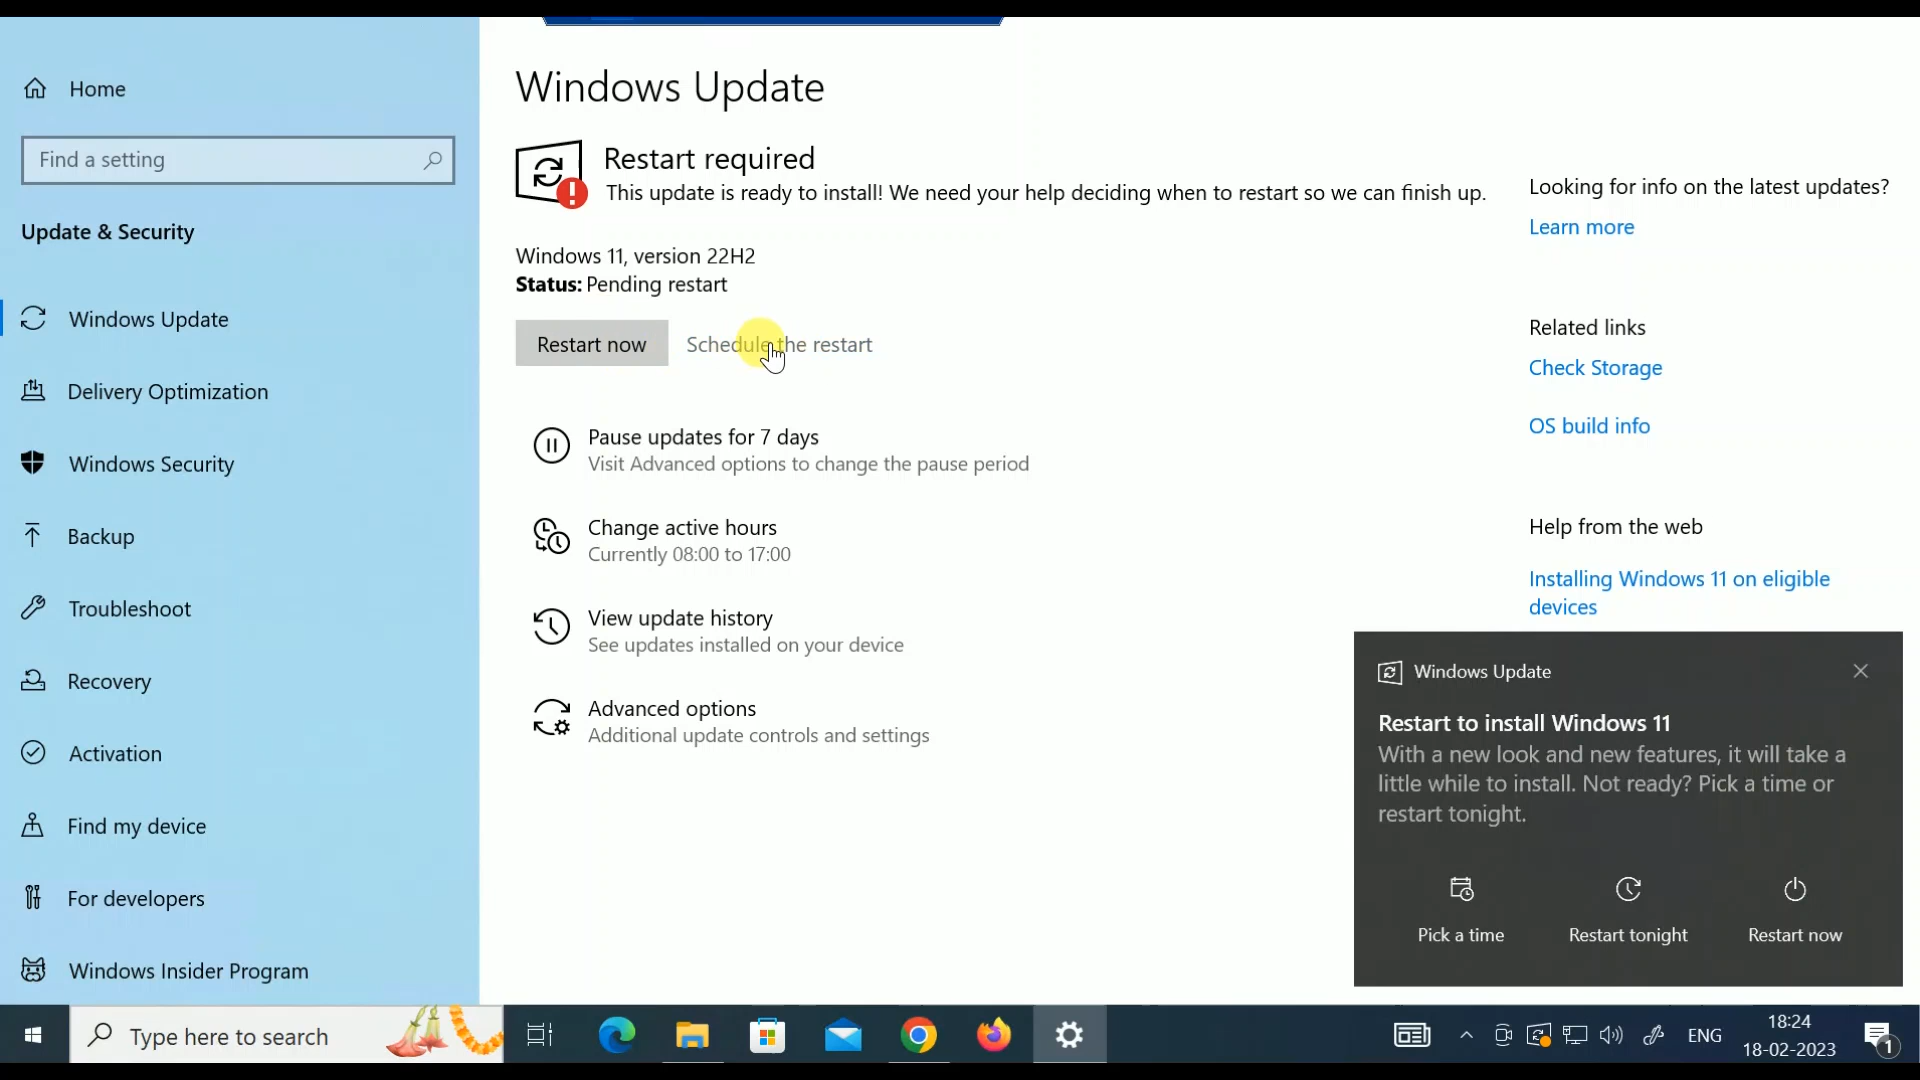 Home
Find a setting
Update & Security
Windows Update
Delivery Optimization
Windows Security
Backup
Troubleshoot
Recovery
Activation
Find my device
For developers
Windows Insider Program
Windows Update
Restart required
This update is ready to install! We need your help deciding when to restart so we can finish up.
Windows 11, version 22H2
Status: Pending restart
Restart now
Schedule the restart
Pause updates for 7 days
Visit Advanced options to change the pause period
Change active hours
Currently 08:00 to 17:00
View update history
See updates installed on your device
Advanced options
Additional update controls and settings
Looking for info on the latest updates?
Learn more
Related links
Check Storage
OS build info
Help from the web
Installing Windows 11 on eligible
devices
Windows Update
Restart to install Windows 11
With a new look and new features, it will take a
little while to install. Not ready? Pick a time or
restart tonight.
Pick a time
Restart tonight
Restart now
Type here to search
ENG
18:24
18-02-2023
1